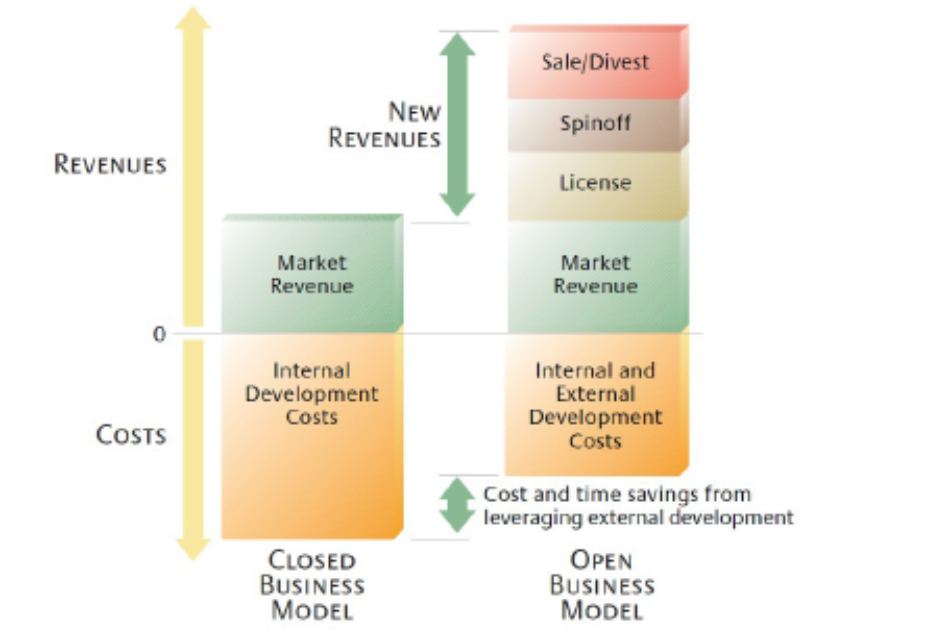 Sale/Divest
NEW
REVENUES
Spinoff
REVENUES
License
Market
Revenue
Market
Revenue
0
Internal
Development
Costs
Internal and
External
Development
Costs
COSTS
Cost and time savings from
leveraging external development
CLOSED
BUSINESS
MODEL
OPEN
BUSINESS
MODEL